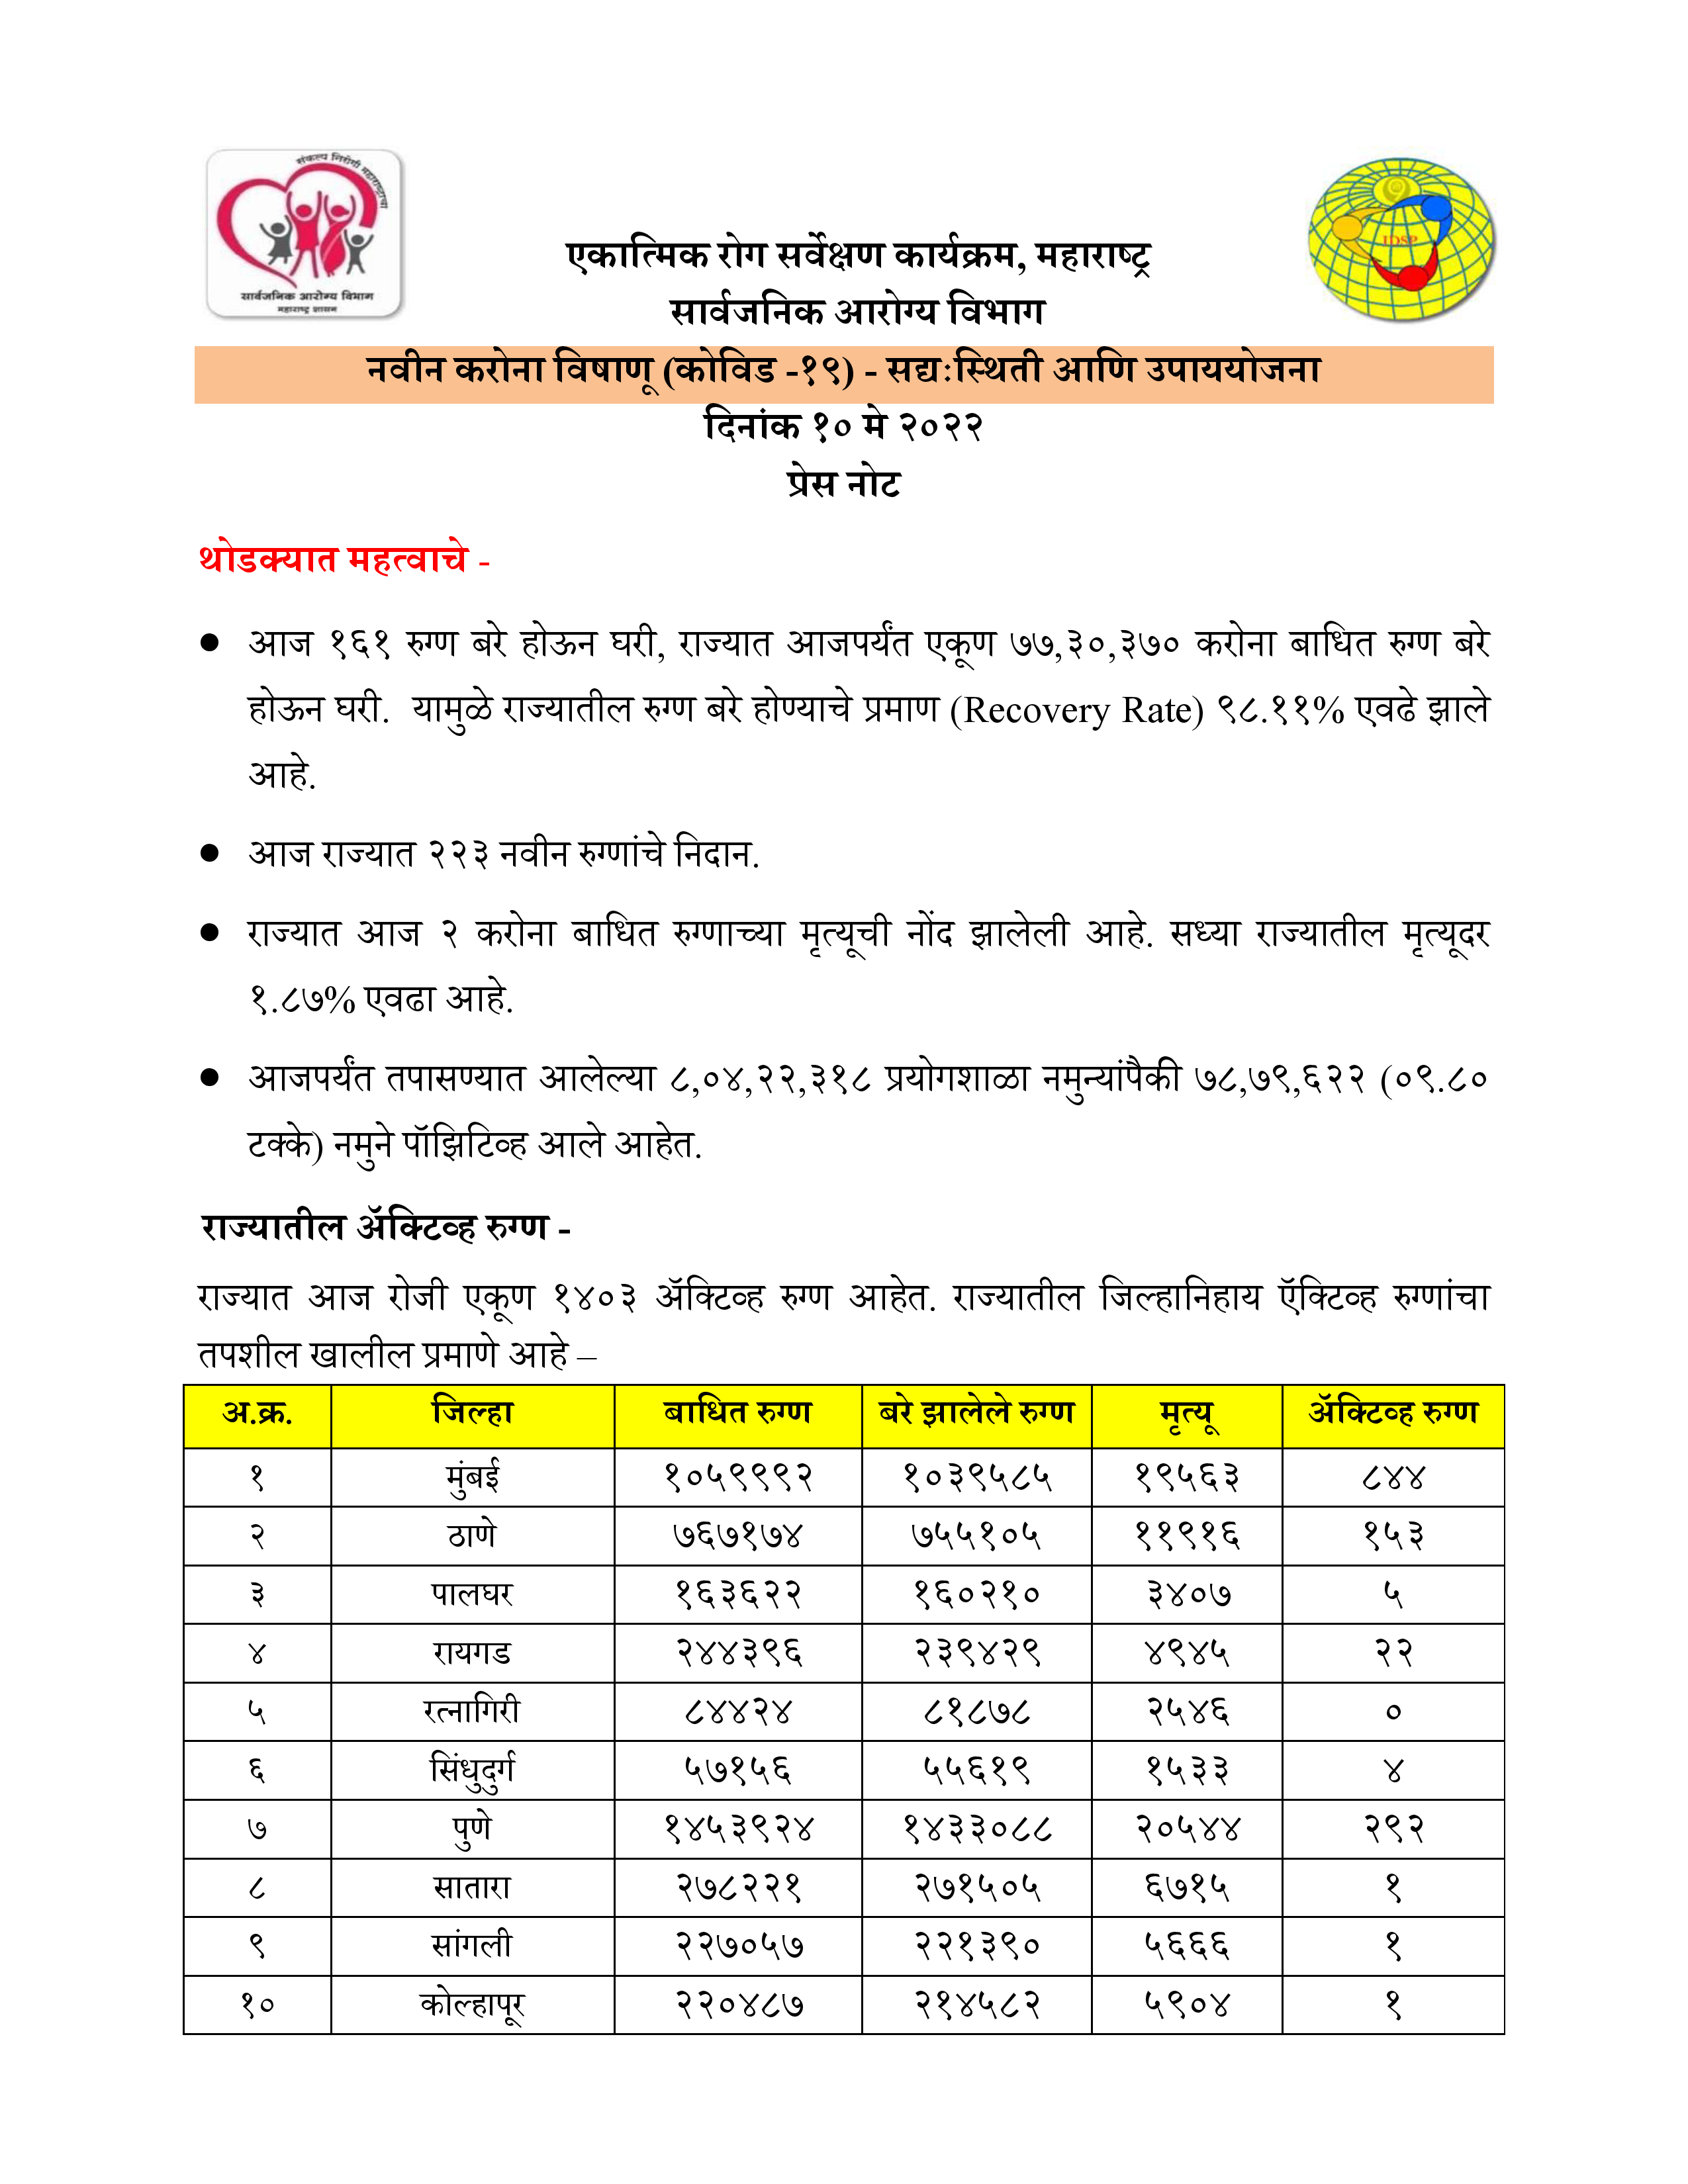 संकल्प निरोगी महाराष्ट्राचा
सार्वजनिक आरोग्य विभाग
महाराष्ट्र शासन
IDSP
एकात्मिक रोग सर्वेक्षण कार्यक्रम, महाराष्ट्र
सार्वजनिक आरोग्य विभाग
नवीन करोना विषाणू (कोविड -१९) - सद्यःस्थिती आणि उपाययोजना
दिनांक १० मे २०२२
प्रेस नोट
थोडक्यात महत्वाचे -
● आज १६१ रुग्ण बरे होऊन घरी, राज्यात आजपर्यंत एकूण ७७,३०,३७० करोना बाधित रुग्ण बरे
होऊन घरी. यामुळे राज्यातील रुग्ण बरे होण्याचे प्रमाण (Recovery Rate) ९८.११% एवढे झाले
आहे.
● आज राज्यात २२३ नवीन रुग्णांचे निदान.
● राज्यात आज २ करोना बाधित रुग्णाच्या मृत्यूची नोंद झालेली आहे. सध्या राज्यातील मृत्यूदर
१.८७% एवढा आहे.
● आजपर्यंत तपासण्यात आलेल्या ८,०४,२२,३१८ प्रयोगशाळा नमुन्यांपैकी ७८,७९,६२२ (०९.८०
टक्के) नमुने पॉझिटिव्ह आले आहेत.
राज्यातील ॲक्टिव्ह रुग्ण -
राज्यात आज रोजी एकूण १४०३ ॲक्टिव्ह रुग्ण आहेत. राज्यातील जिल्हानिहाय ऍक्टिव्ह रुग्णांचा
तपशील खालील प्रमाणे आहे –
अ.क्र. जिल्हा बाधित रुग्ण बरे झालेले रुग्ण मृत्यू ॲक्टिव्ह रुग्ण
१ मुंबई १०५९९९२ १०३९५८५ १९५६३ ८४४
२ ठाणे ७६७१७४ ७५५१०५ ११९१६ १५३
३ पालघर १६३६२२ १६०२१० ३४०७ ५
४ रायगड २४४३९६ २३९४२९ ४९४५ २२
५ रत्नागिरी ८४४२४ ८१८७८ २५४६ ०
६ सिंधुदुर्ग ५७१५६ ५५६१९ १५३३ ४
७ पुणे १४५३९२४ १४३३०८८ २०५४४ २९२
८ सातारा २७८२२१ २७१५०५ ६७१५ १
९ सांगली २२७०५७ २२१३९० ५६६६ १
१० कोल्हापूर २२०४८७ २१४५८२ ५९०४ १